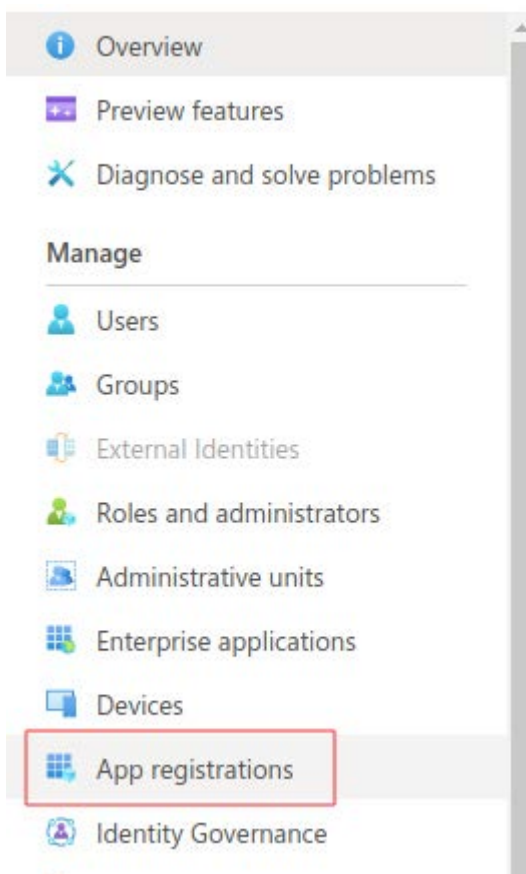 Overview
Preview features
Diagnose and solve problems
Manage
Users
Groups
External Identities
Roles and administrators
Administrative units
Enterprise applications
Devices
App registrations
Identity Governance